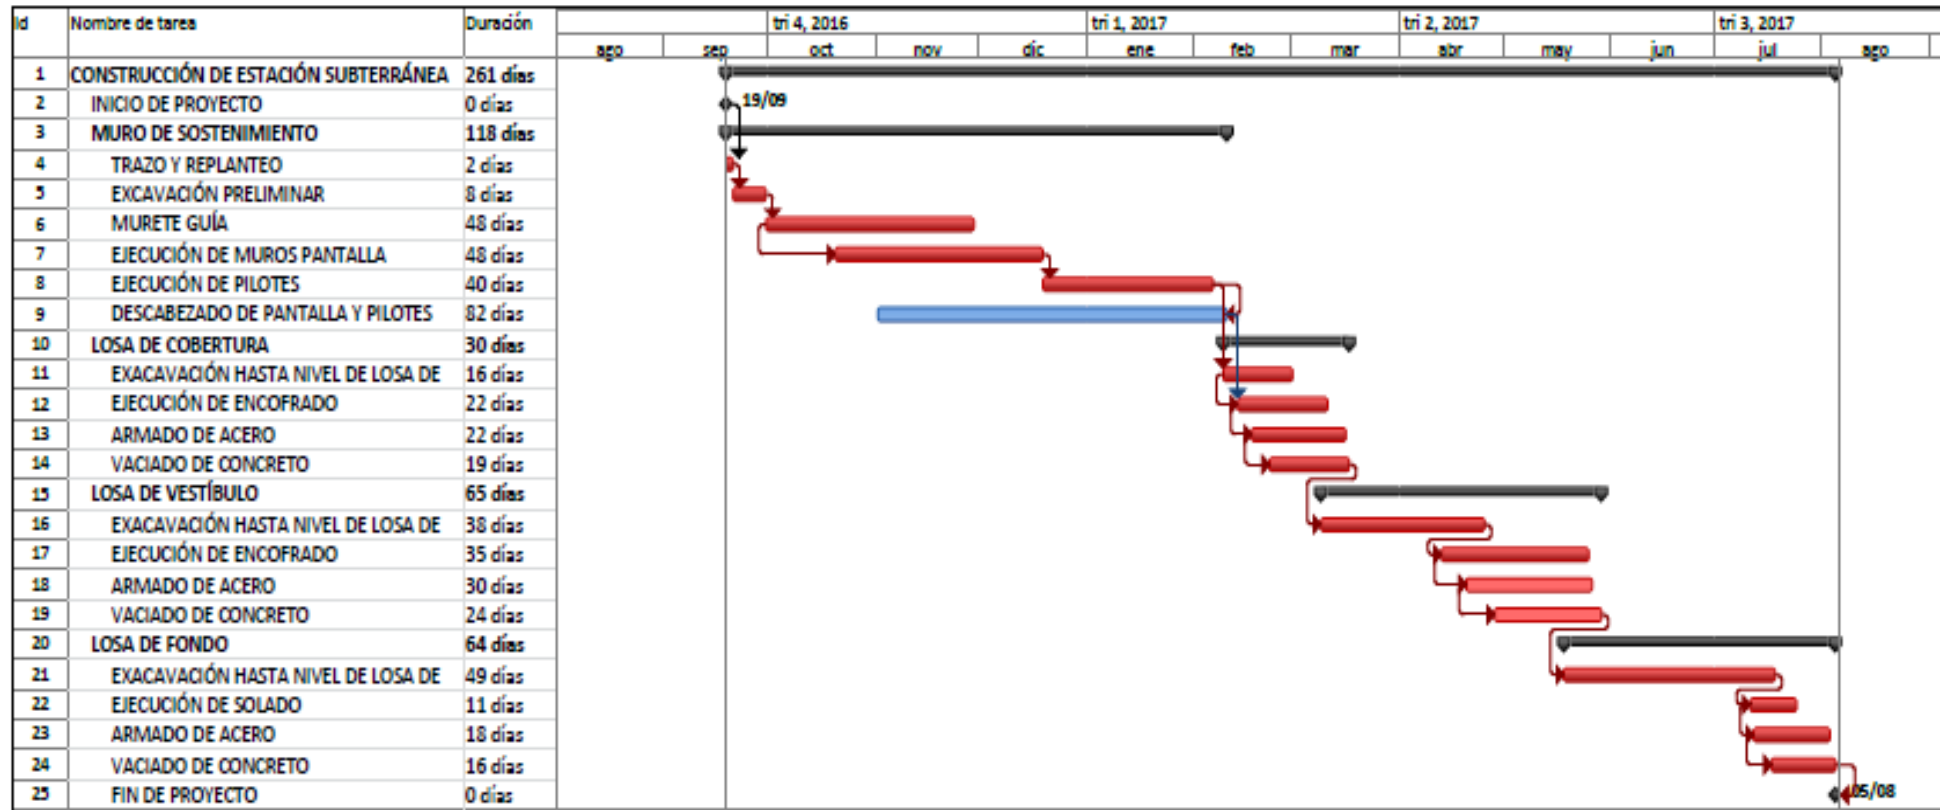 Id Nombre de tarea Duración tri 4, 2016 tri 1, 2017 tri 2, 2017 tri 3, 2017
ago sep oct nov dic ene feb mar abr may jun jul ago
1 CONSTRUCCIÓN DE ESTACIÓN SUBTERRÁNEA 261 días
2 INICIO DE PROYECTO 0 días 19/09
3 MURO DE SOSTENIMIENTO 118 días
4 TRAZO Y REPLANTEO 2 días
5 EXCAVACIÓN PRELIMINAR 8 días
6 MURETE GUÍA 48 días
7 EJECUCIÓN DE MUROS PANTALLA 48 días
8 EJECUCIÓN DE PILOTES 40 días
9 DESCABEZADO DE PANTALLA Y PILOTES 82 días
10 LOSA DE COBERTURA 30 días
11 EXACAVACIÓN HASTA NIVEL DE LOSA DE 16 días
12 EJECUCIÓN DE ENCOFRADO 22 días
13 ARMADO DE ACERO 22 días
14 VACIADO DE CONCRETO 19 días
15 LOSA DE VESTÍBULO 65 días
16 EXACAVACIÓN HASTA NIVEL DE LOSA DE 38 días
17 EJECUCIÓN DE ENCOFRADO 35 días
18 ARMADO DE ACERO 30 días
19 VACIADO DE CONCRETO 24 días
20 LOSA DE FONDO 64 días
21 EXACAVACIÓN HASTA NIVEL DE LOSA DE 49 días
22 EJECUCIÓN DE SOLADO 11 días
23 ARMADO DE ACERO 18 días
24 VACIADO DE CONCRETO 16 días
25 FIN DE PROYECTO 0 días 05/08